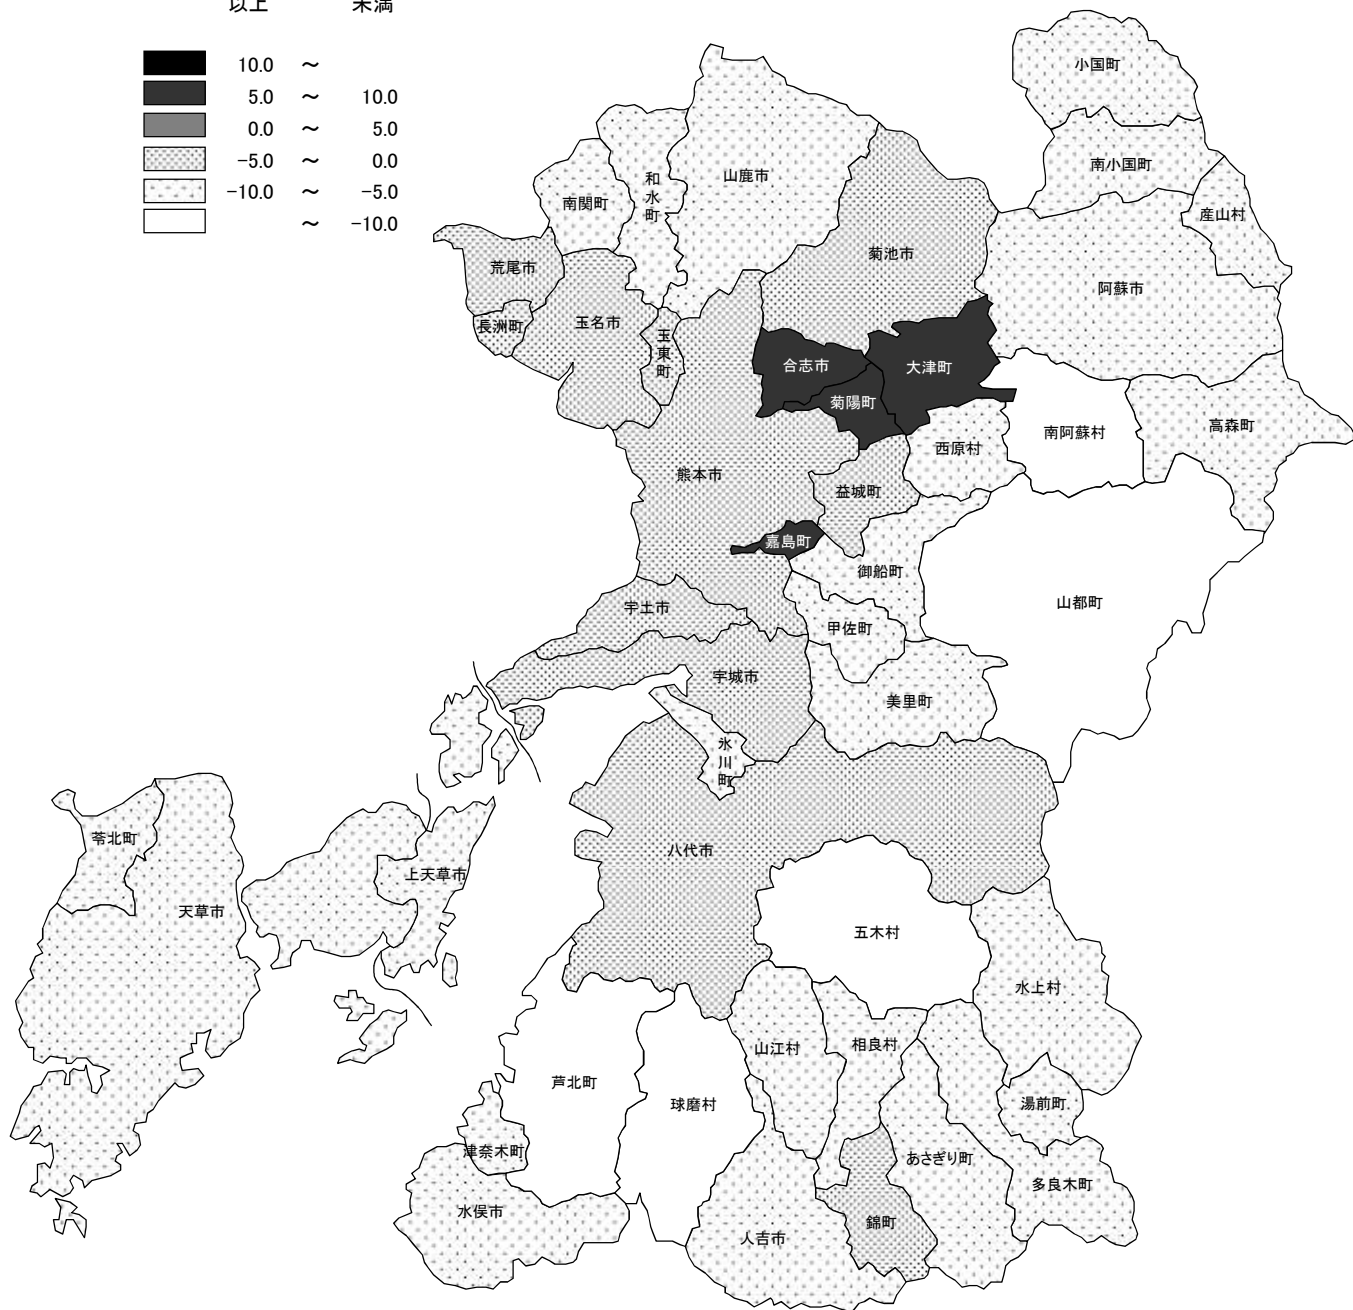 以上 未満
10.0 ～
5.0 ～ 10.0
0.0 ～ 5.0
-5.0 ～ 0.0
-10.0 ～ -5.0
～ -10.0
小国町
南小国町
産山村
山鹿市
和水町
南関町
菊池市
荒尾市
阿蘇市
長洲町
玉名市
玉東町
合志市
大津町
菊陽町
高森町
南阿蘇村
西原村
熊本市
益城町
嘉島町
御船町
山都町
宇土市
甲佐町
宇城市
美里町
氷川町
苓北町
八代市
上天草市
天草市
五木村
水上村
山江村
相良村
芦北町
球磨村
湯前町
津奈木町
あさぎり町
多良木町
水俣市
錦町
人吉市